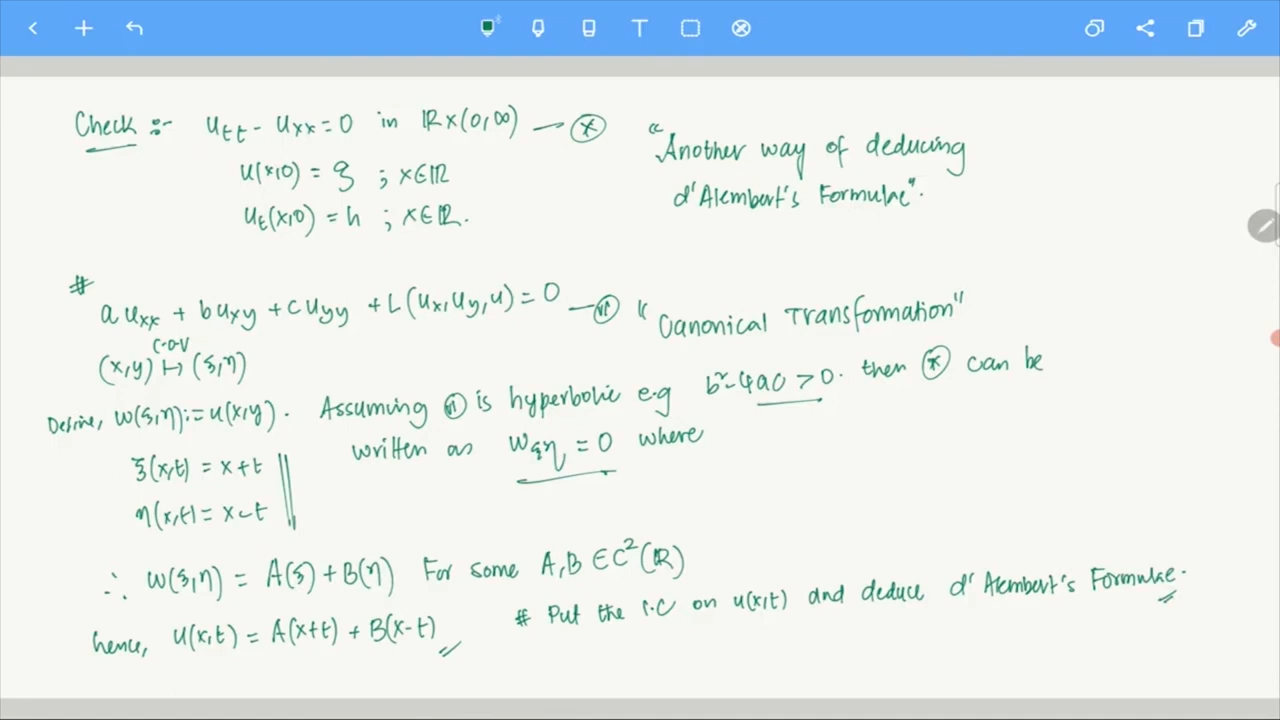 Check :- u_tt - u_xx = 0 in ℝ×(0,∞) — (*)
u(x,0) = g ; x∈ℝ
u_t(x,0) = h ; x∈ℝ.
"Another way of deducing
d'Alembert's Formulae".
#
a u_xx + b u_xy + c u_yy + L(u_x, u_y, u) = 0 —
"Canonical Transformation"
C.O.V
(x,y) ↦ (ξ,η)
Define, w(ξ,η) := u(x,y). Assuming is hyperbolic e.g b²-4ac > 0. then (*) can be
written as w_ξη = 0 where
ξ(x,t) = x+t
η(x,t) = x-t
∴ w(ξ,η) = A(ξ) + B(η) For some A,B ∈ C²(ℝ)
hence, u(x,t) = A(x+t) + B(x-t)
# Put the I.C on u(x,t) and deduce d'Alembert's Formulae.